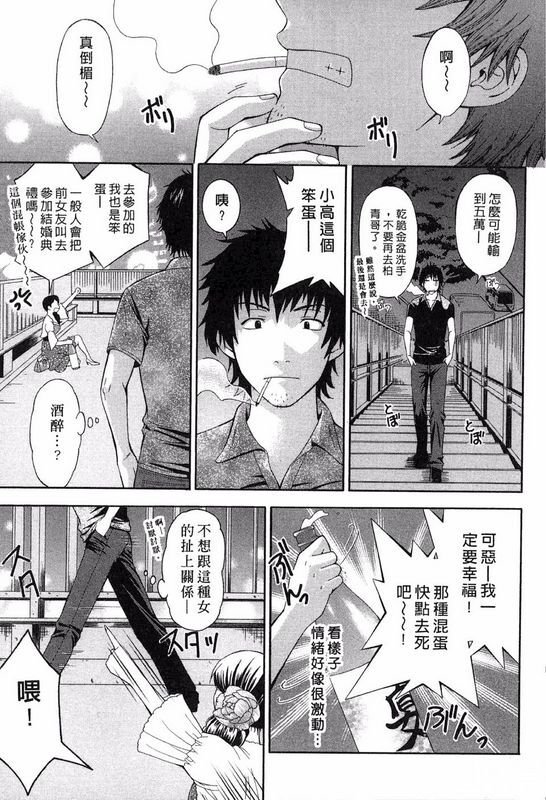 啊～～
ボリ
ボリ
真倒楣
～～
怎麼可能輸
到五萬—
乾脆金盆洗手
，不要再去柏
青哥了。
雖然這麼說，
最後還是會去～
とぼ
とぼ
小高這個
笨蛋—
咦？
去參加的
我也是笨
蛋—
一般人會把
前女友叫去
參加結婚典
禮嗎～～？
這個混帳傢伙～
酒醉…？
可惡—我一
定要幸福！
那種混蛋
快點去死
吧～～！
看樣子
情緒好像很
激動…
ぶんっ
ぶんっ
不想跟這種女
的扯上關係—
啊—
討厭討厭。
スタ
スタッ
喂！